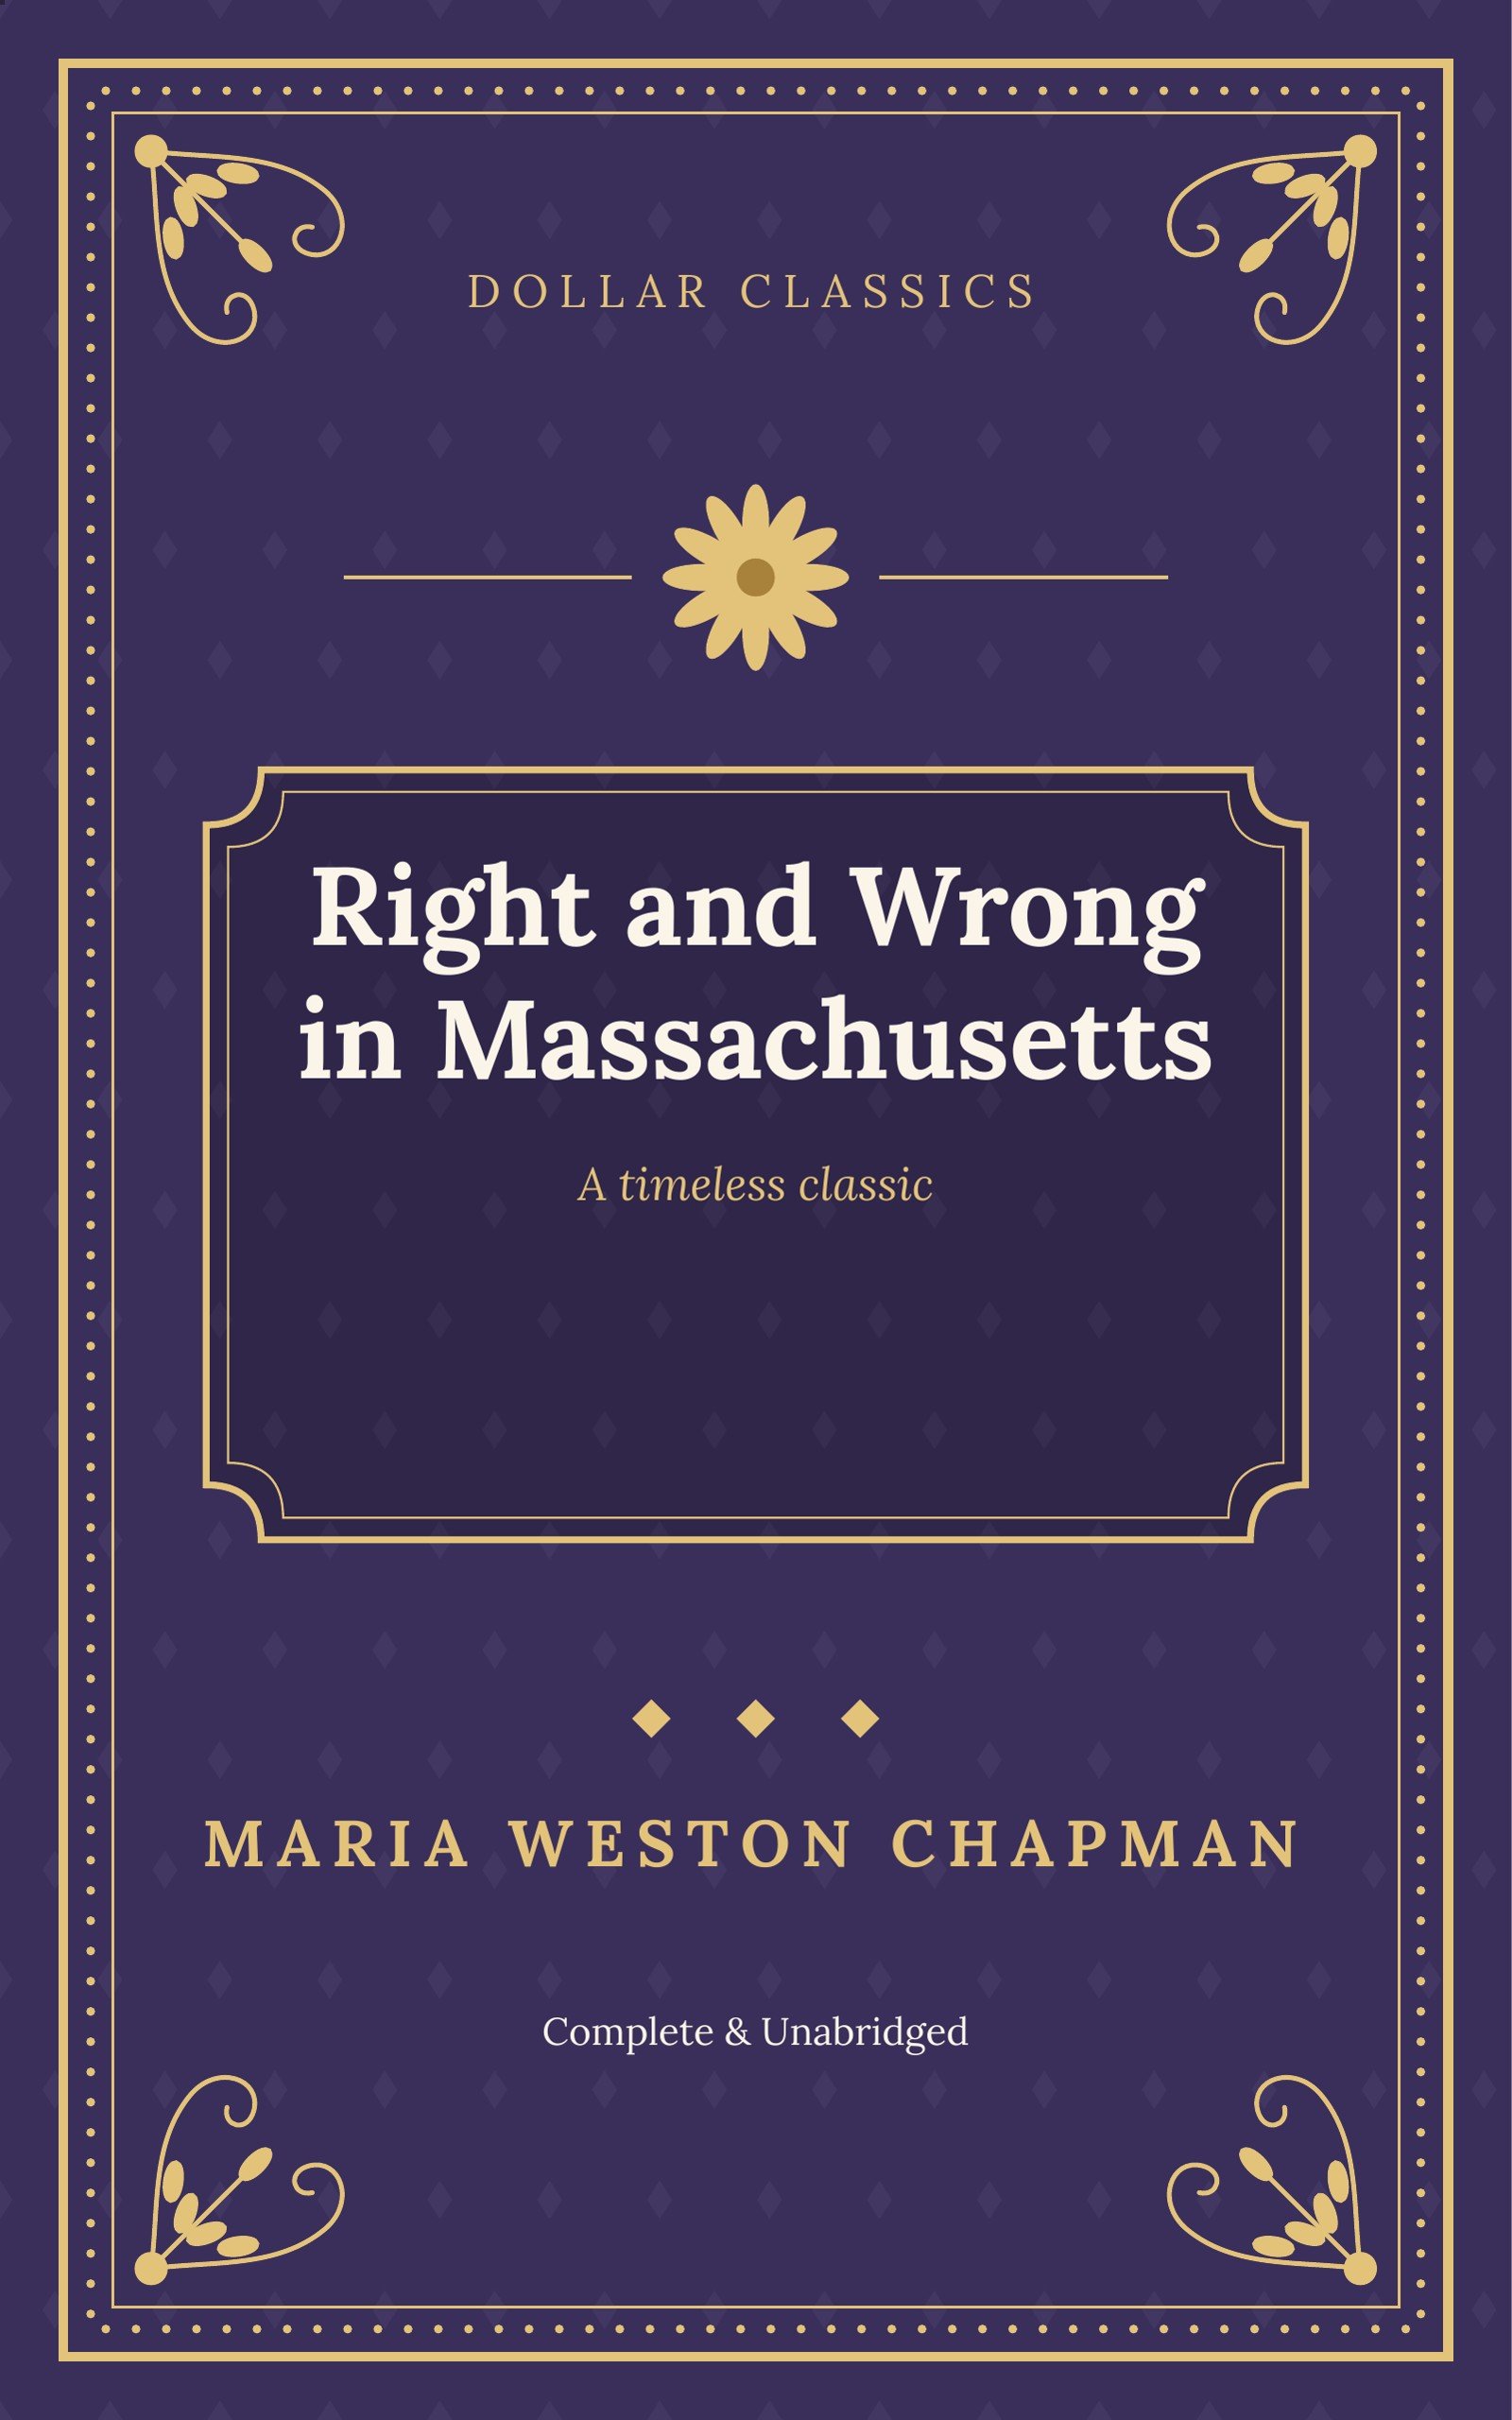 DOLLAR CLASSICS
Right and Wrong
in Massachusetts
A timeless classic
MARIA WESTON CHAPMAN
Complete & Unabridged